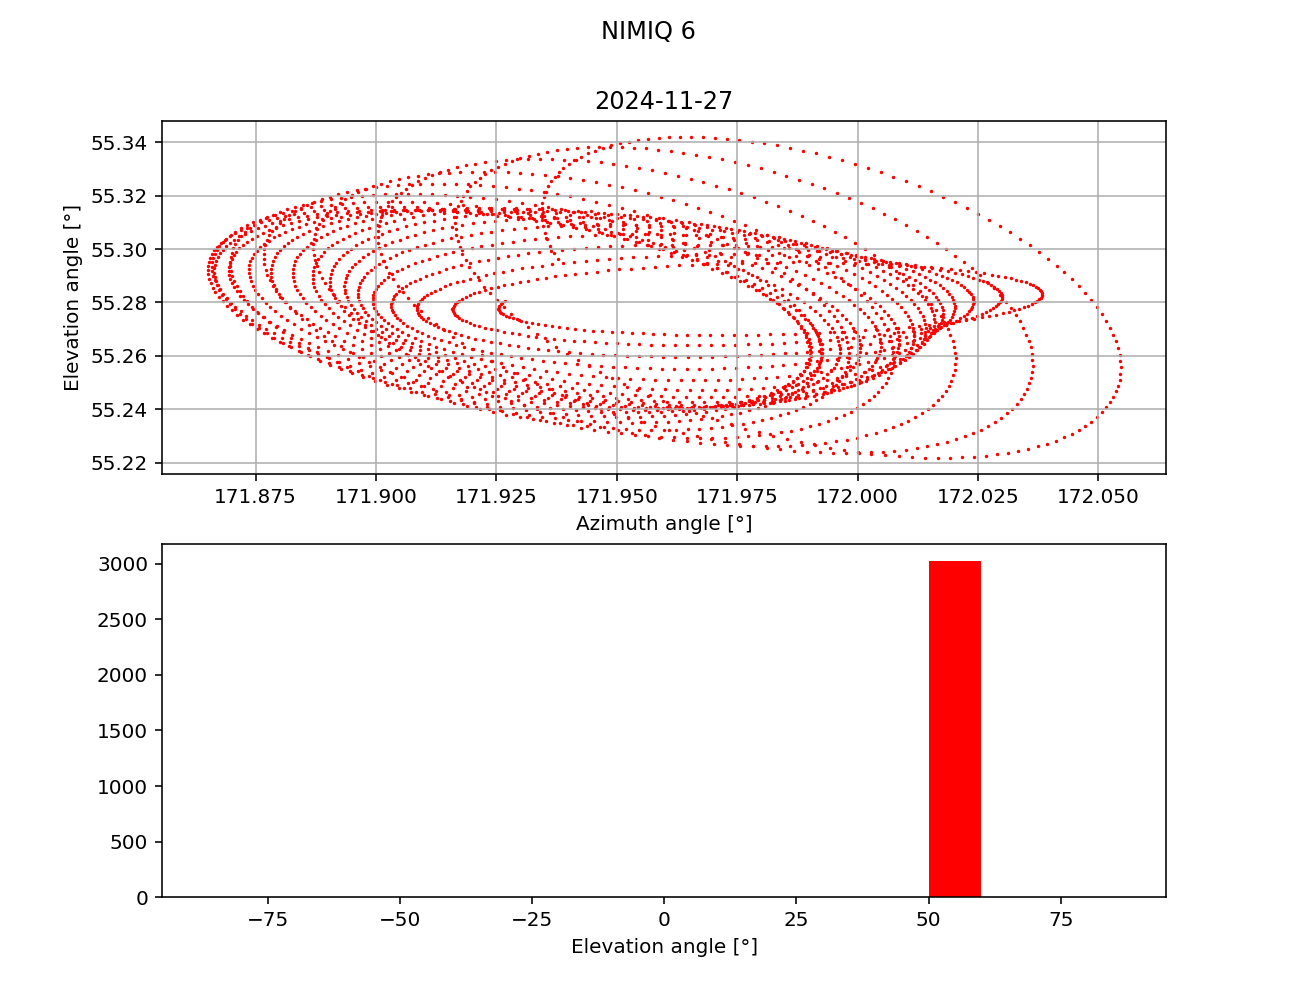 NIMIQ 6
2024-11-27
55.34
55.32
55.30
55.28
55.26
55.24
55.22
Elevation angle [°]
171.875 171.900 171.925 171.950 171.975 172.000 172.025 172.050
Azimuth angle [°]
3000
2500
2000
1500
1000
500
0
−75 −50 −25 0 25 50 75
Elevation angle [°]